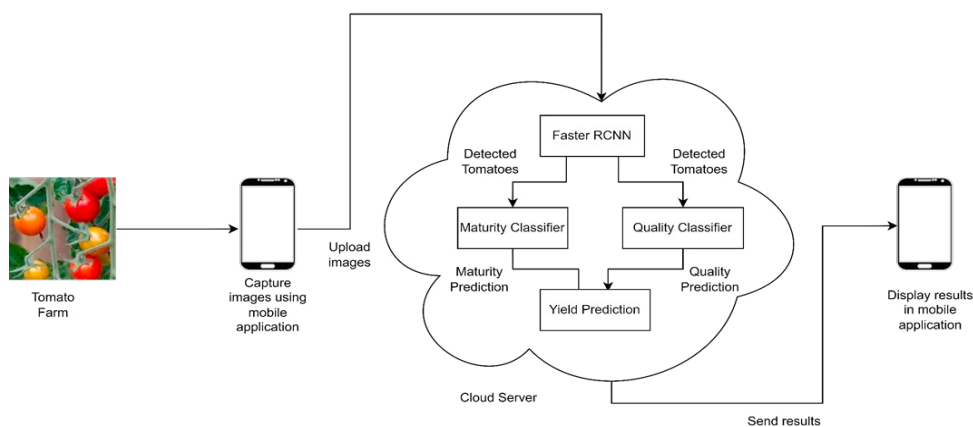 Faster RCNN
Detected
Tomatoes
Detected
Tomatoes
Maturity Classifier
Quality Classifier
Upload
images
Maturity
Prediction
Quality
Prediction
Tomato
Farm
Capture
images using
mobile
application
Yield Prediction
Display results
in mobile
application
Cloud Server
Send results